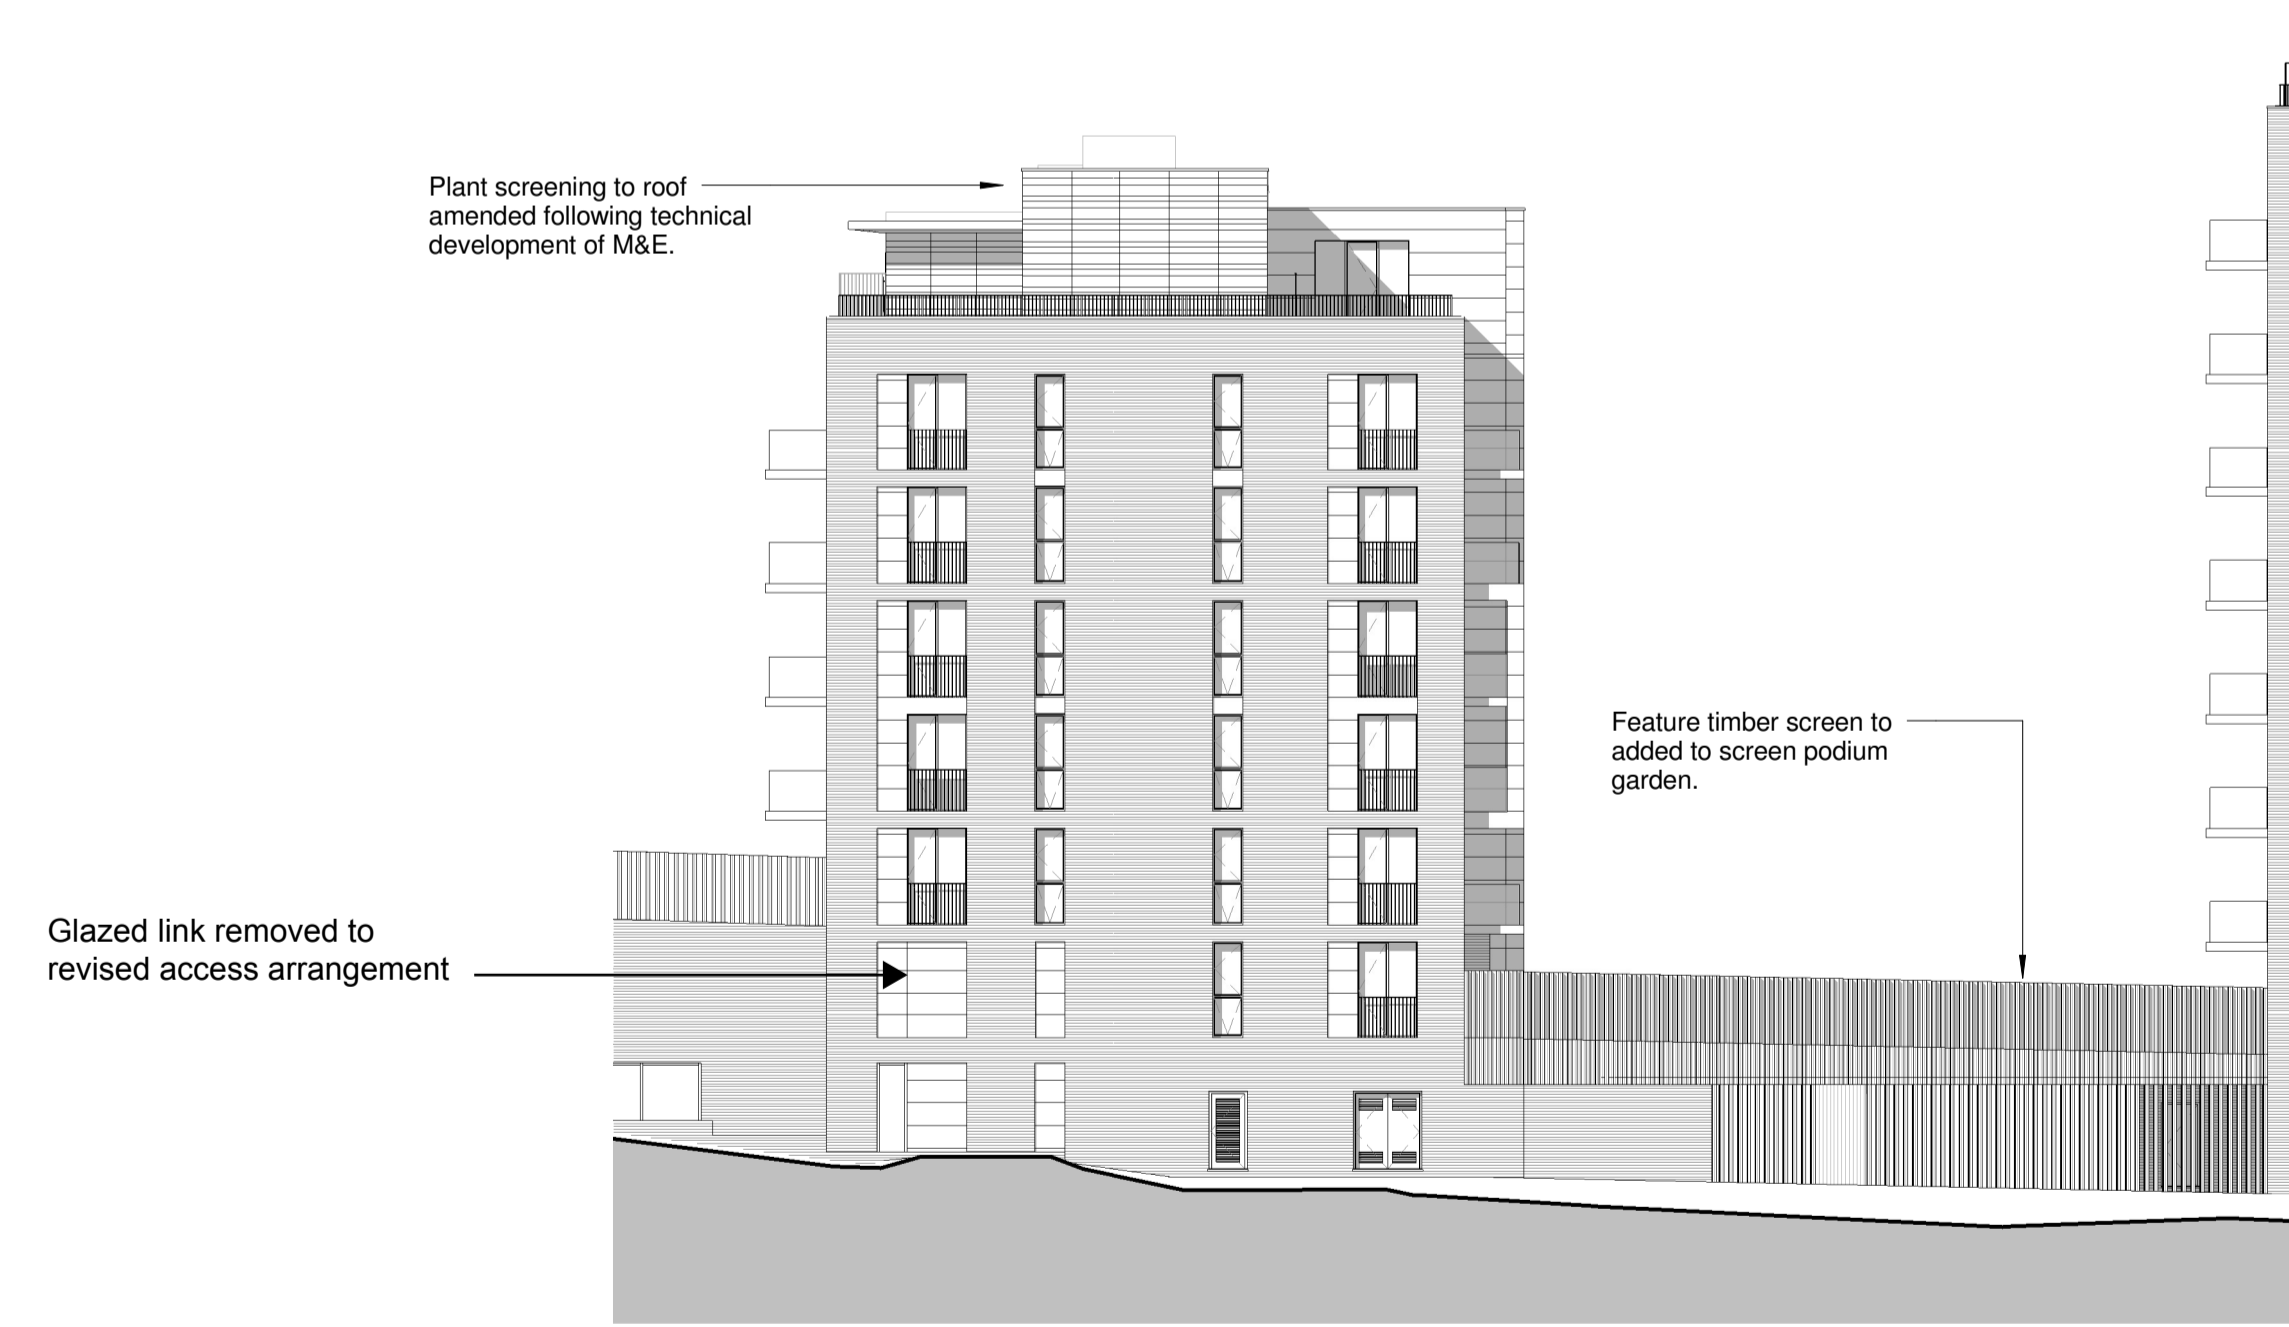 Plant screening to roof
amended following technical
development of M&E.
Feature timber screen to
added to screen podium
garden.
Glazed link removed to
revised access arrangement